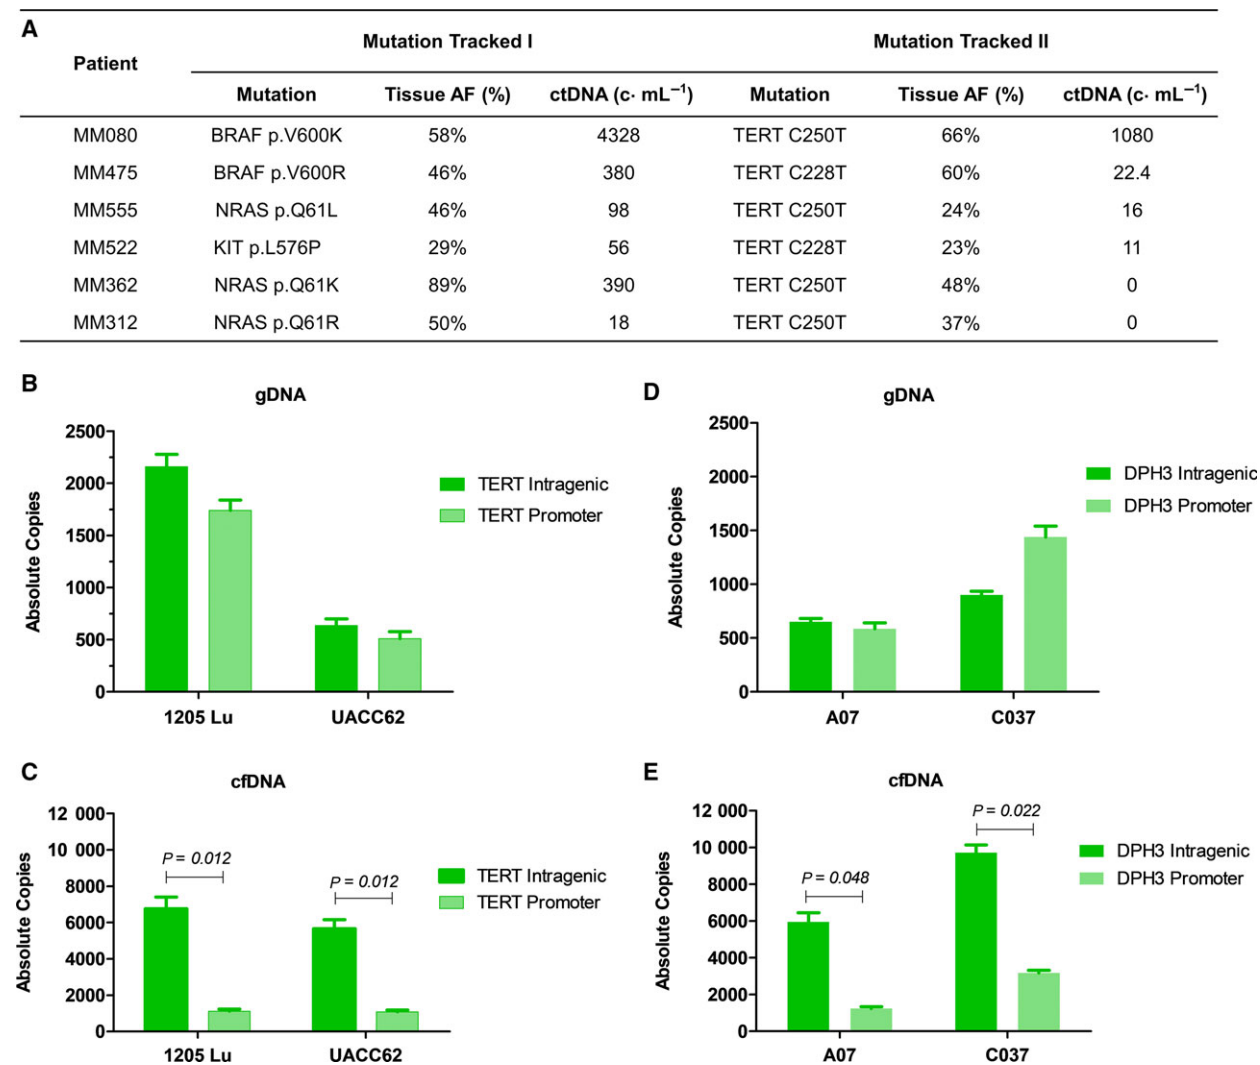 A
Patient Mutation Tracked I Mutation Tracked II
Mutation Tissue AF (%) ctDNA (c· mL⁻¹) Mutation Tissue AF (%) ctDNA (c· mL⁻¹)
MM080 BRAF p.V600K 58% 4328 TERT C250T 66% 1080
MM475 BRAF p.V600R 46% 380 TERT C228T 60% 22.4
MM555 NRAS p.Q61L 46% 98 TERT C250T 24% 16
MM522 KIT p.L576P 29% 56 TERT C228T 23% 11
MM362 NRAS p.Q61K 89% 390 TERT C250T 48% 0
MM312 NRAS p.Q61R 50% 18 TERT C250T 37% 0
B
gDNA
Absolute Copies
2500
2000
1500
1000
500
0
1205 Lu UACC62
TERT Intragenic
TERT Promoter
D
gDNA
Absolute Copies
2500
2000
1500
1000
500
0
A07 C037
DPH3 Intragenic
DPH3 Promoter
C
cfDNA
Absolute Copies
12 000
10 000
8000
6000
4000
2000
0
P = 0.012
P = 0.012
1205 Lu UACC62
TERT Intragenic
TERT Promoter
E
cfDNA
Absolute Copies
12 000
10 000
8000
6000
4000
2000
0
P = 0.048
P = 0.022
A07 C037
DPH3 Intragenic
DPH3 Promoter